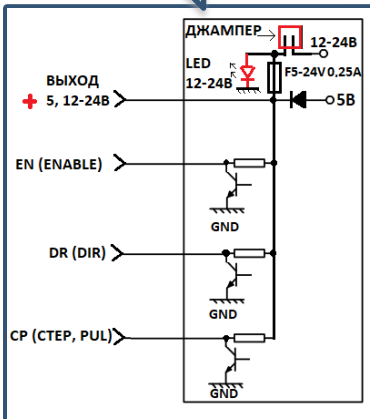 ДЖАМПЕР
12-24В
LED
12-24В
F5-24V 0,25A
ВЫХОД
+ 5, 12-24В
5В
EN (ENABLE)
GND
DR (DIR)
GND
CP (СТЕР, PUL)
GND